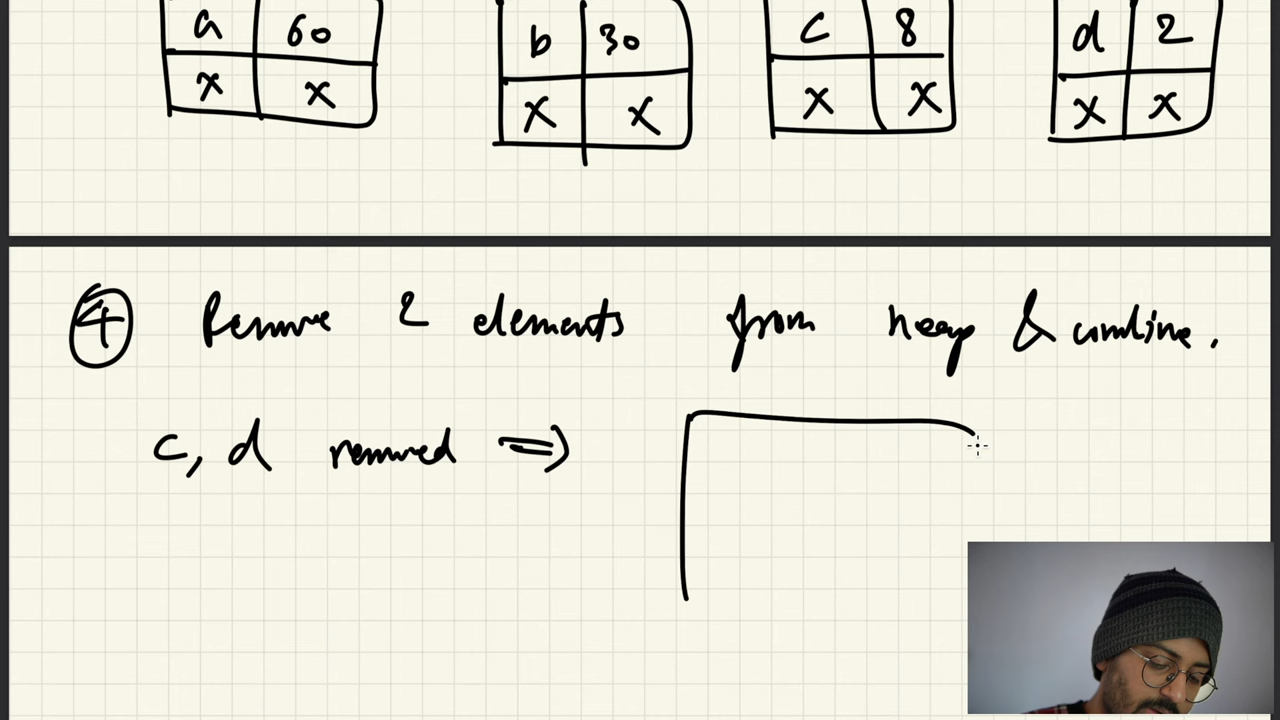 a 60 b 30 c 8 d 2
x x x x x x x x
④ Remove 2 elements from heap & combine.
c, d removed ⇒